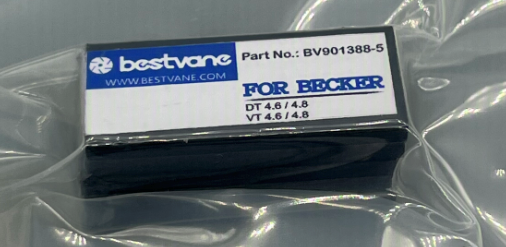 bestvane
WWW.BESTVANE.COM
Part No.: BV901388-5
FOR BECKER
DT 4.6 / 4.8
VT 4.6 / 4.8